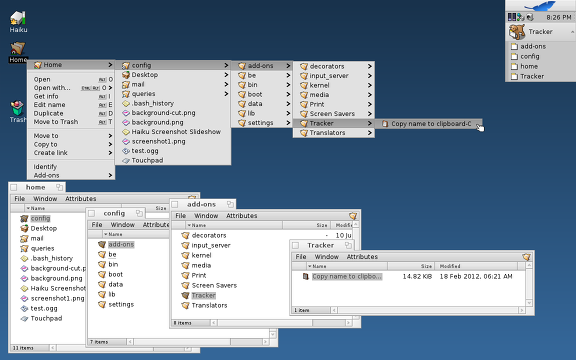 8:26 PM
Haiku
Tracker
add-ons
config
home
Tracker
Home
Trash
Home
Open O
Open with... O
Get info I
Edit name E
Duplicate D
Move to Trash T
Move to
Copy to
Create link
Identify
Add-ons
config
Desktop
mail
queries
.bash_history
background-cut.png
background.png
Haiku Screenshot Slideshow
screenshot1.png
test.ogg
Touchpad
add-ons
be
bin
boot
data
lib
settings
decorators
input_server
kernel
media
Print
Screen Savers
Tracker
Translators
Copy name to clipboard-C
home
File Window Attributes
Name Size
config
Desktop
mail
queries
.bash_history
background-cut.p
background.png
Haiku Screenshot
screenshot1.png
test.ogg
Touchpad
11 items
config
File Window Attributes
Name
add-ons
be
bin
boot
data
lib
settings
7 items
add-ons
File Window Attributes
Name Size Modified
decorators - 10 Ju
input_server
kernel
media
Print
Screen Savers
Tracker
Translators
8 items
Tracker
File Window Attributes
Name Size Modified
Copy name to clipbo... 14.82 KiB 18 Feb 2012, 06:21 AM
1 item